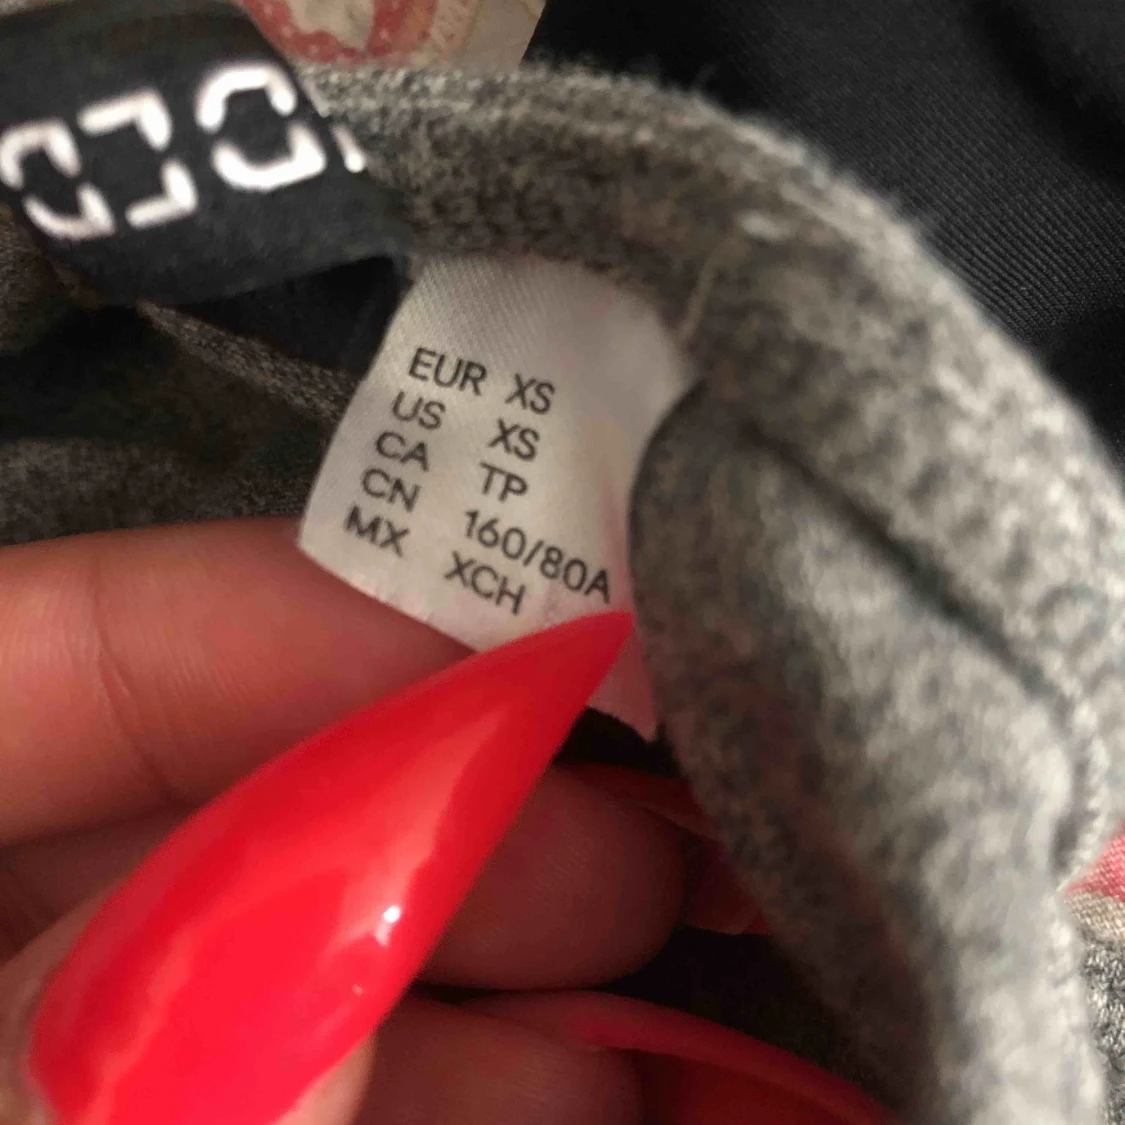 EUR XS
US XS
CA TP
CN 160/80A
MX XCH